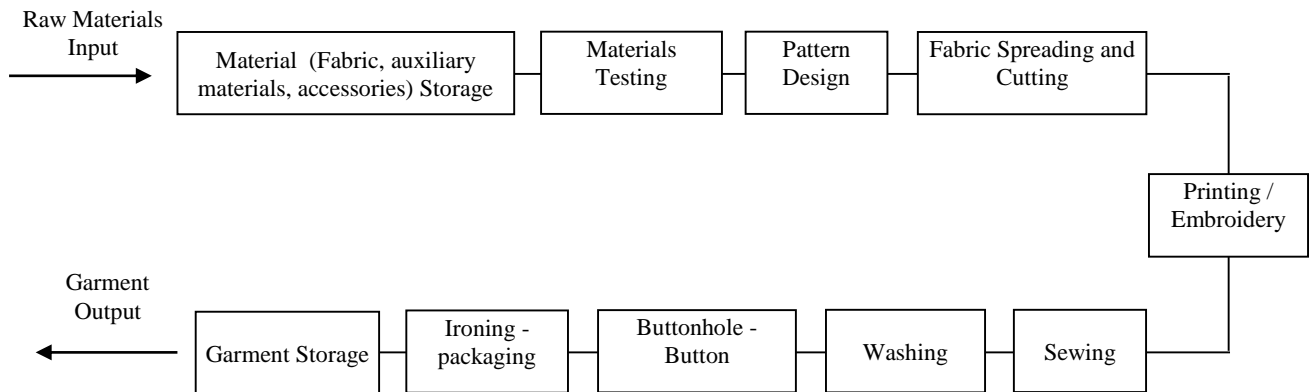 Raw Materials
Input
Material (Fabric, auxiliary
materials, accessories) Storage
Materials
Testing
Pattern
Design
Fabric Spreading and
Cutting
Printing /
Embroidery
Sewing
Washing
Buttonhole -
Button
Ironing -
packaging
Garment Storage
Garment
Output